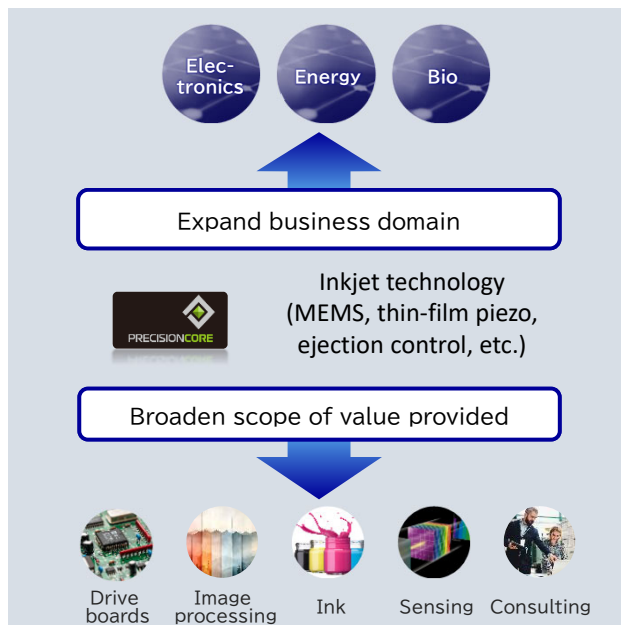 Elec-
tronics
Energy
Bio
Expand business domain
PRECISIONCORE
Inkjet technology
(MEMS, thin-film piezo,
ejection control, etc.)
Broaden scope of value provided
Drive
boards
Image
processing
Ink
Sensing
Consulting